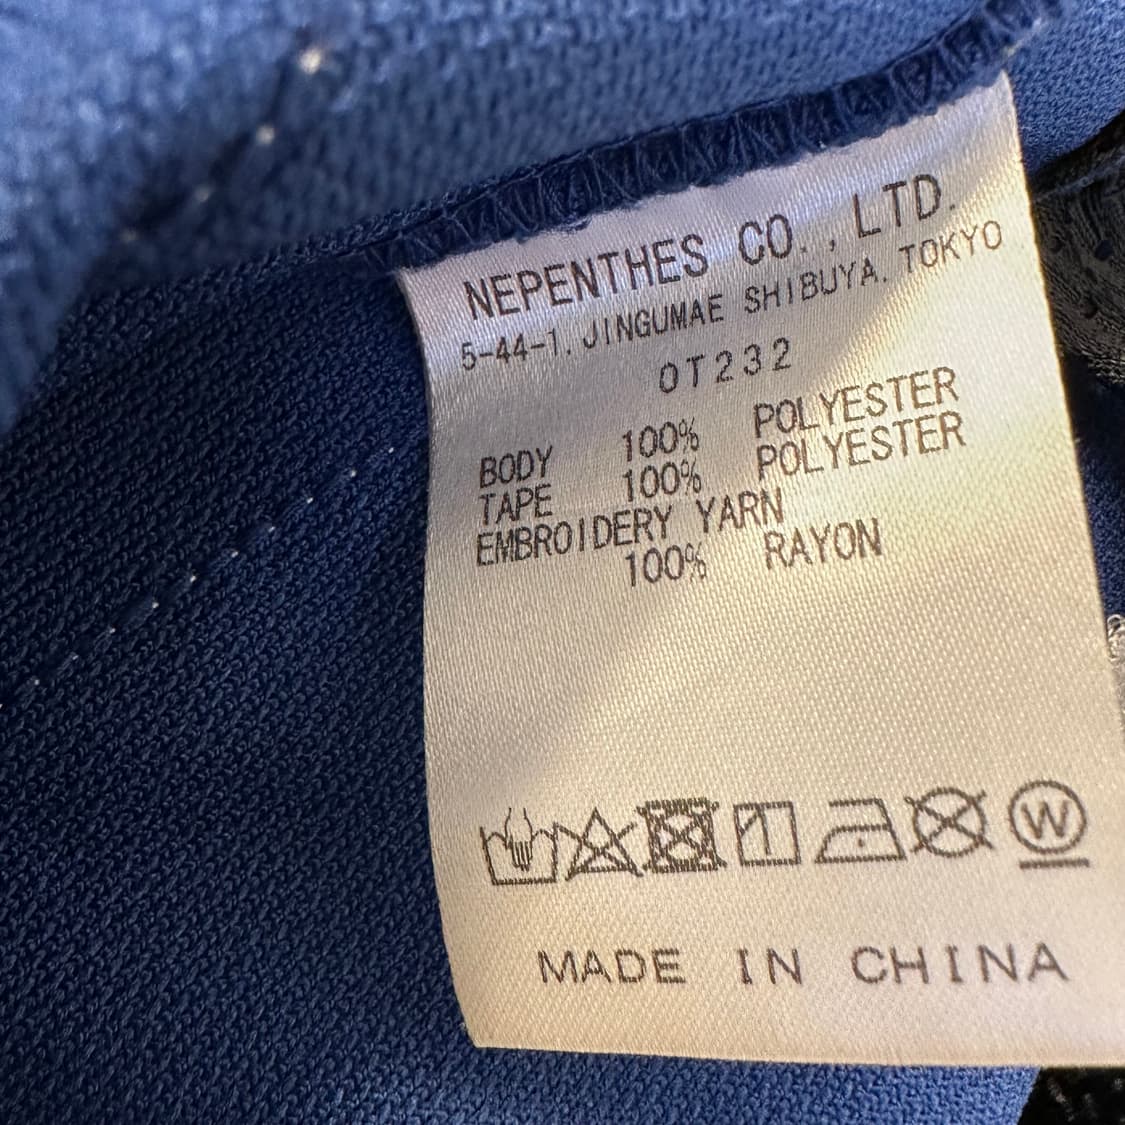 NEPENTHES CO., LTD.
5-44-1, JINGUMAE SHIBUYA, TOKYO
OT232
BODY 100% POLYESTER
TAPE 100% POLYESTER
EMBROIDERY YARN
100% RAYON
W
MADE IN CHINA